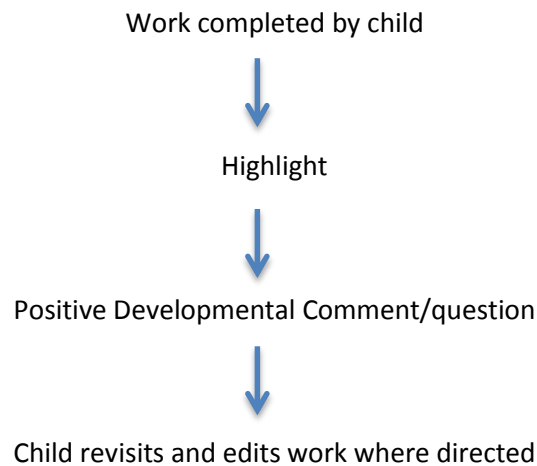 Work completed by child
Highlight
Positive Developmental Comment/question
Child revisits and edits work where directed